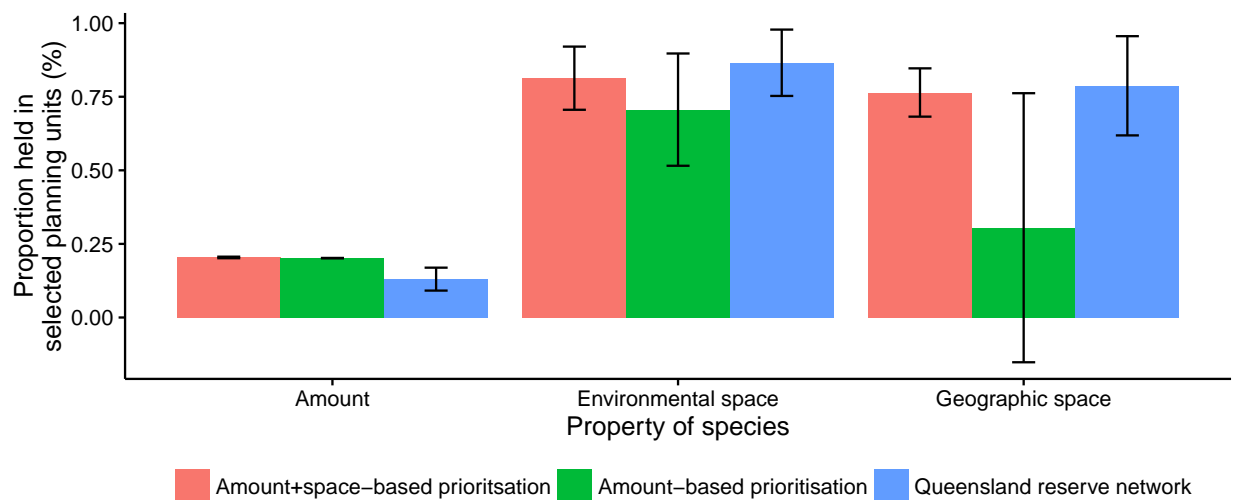 Proportion held in
selected planning units (%)
1.00
0.75
0.50
0.25
0.00
Amount
Environmental space
Geographic space
Property of species
Amount+space−based prioritsation
Amount−based prioritisation
Queensland reserve network